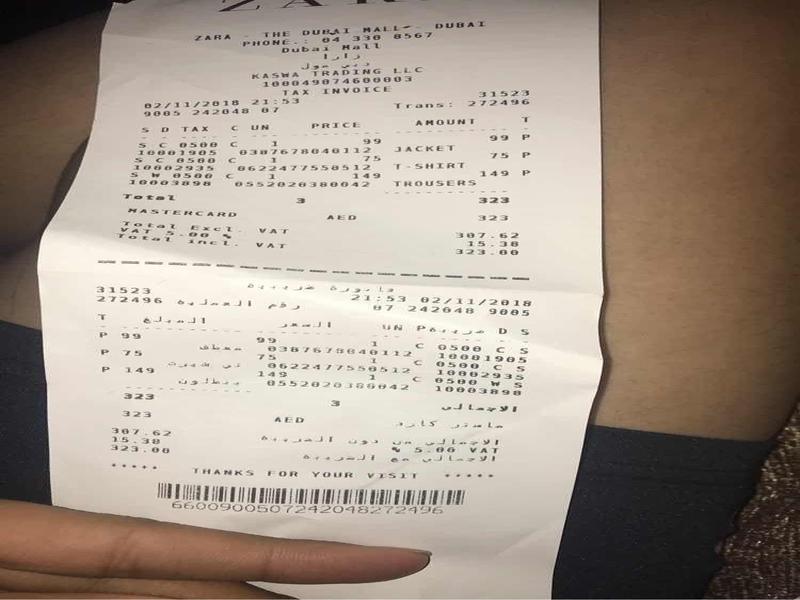 ZARA
ZARA - THE DUBAI MALL - DUBAI
PHONE.: 04 330 8567
Dubai Mall
زارا
دبي مول
KASWA TRADING LLC
100049074600003
TAX INVOICE 31523
02/11/2018 21:53 Trans: 272496
9005 242048 07
S D TAX C UN PRICE AMOUNT T
S C 0500 C 1 99 99 P
10001905 0387678040112 JACKET
S C 0500 C 1 75 75 P
10002935 0622477550512 T-SHIRT
S W 0500 C 1 149 149 P
10003898 0552020380042 TROUSERS
Total 3 323
MASTERCARD AED 323
Total Excl. VAT 307.62
VAT 5.00 % 15.38
Total incl. VAT 323.00
فاتورة ضريبية
31523 21:53 02/11/2018
272496 رقم العملية 07 242048 9005
T المبلغ السعر UN ضريبة D S
P 99 99 1 C 0500 C S
معطف 0387678040112 10001905
P 75 75 1 C 0500 C S
تي شيرت 0622477550512 10002935
P 149 149 1 C 0500 W S
بنطلون 0552020380042 10003898
323 3 الاجمالى
323 AED ماستر كارد
307.62 الاجمالي من دون الضريبة
15.38 % 5.00 VAT
323.00 الاجمالي مع الضريبة
***** THANKS FOR YOUR VISIT *****
6600900507242048272496